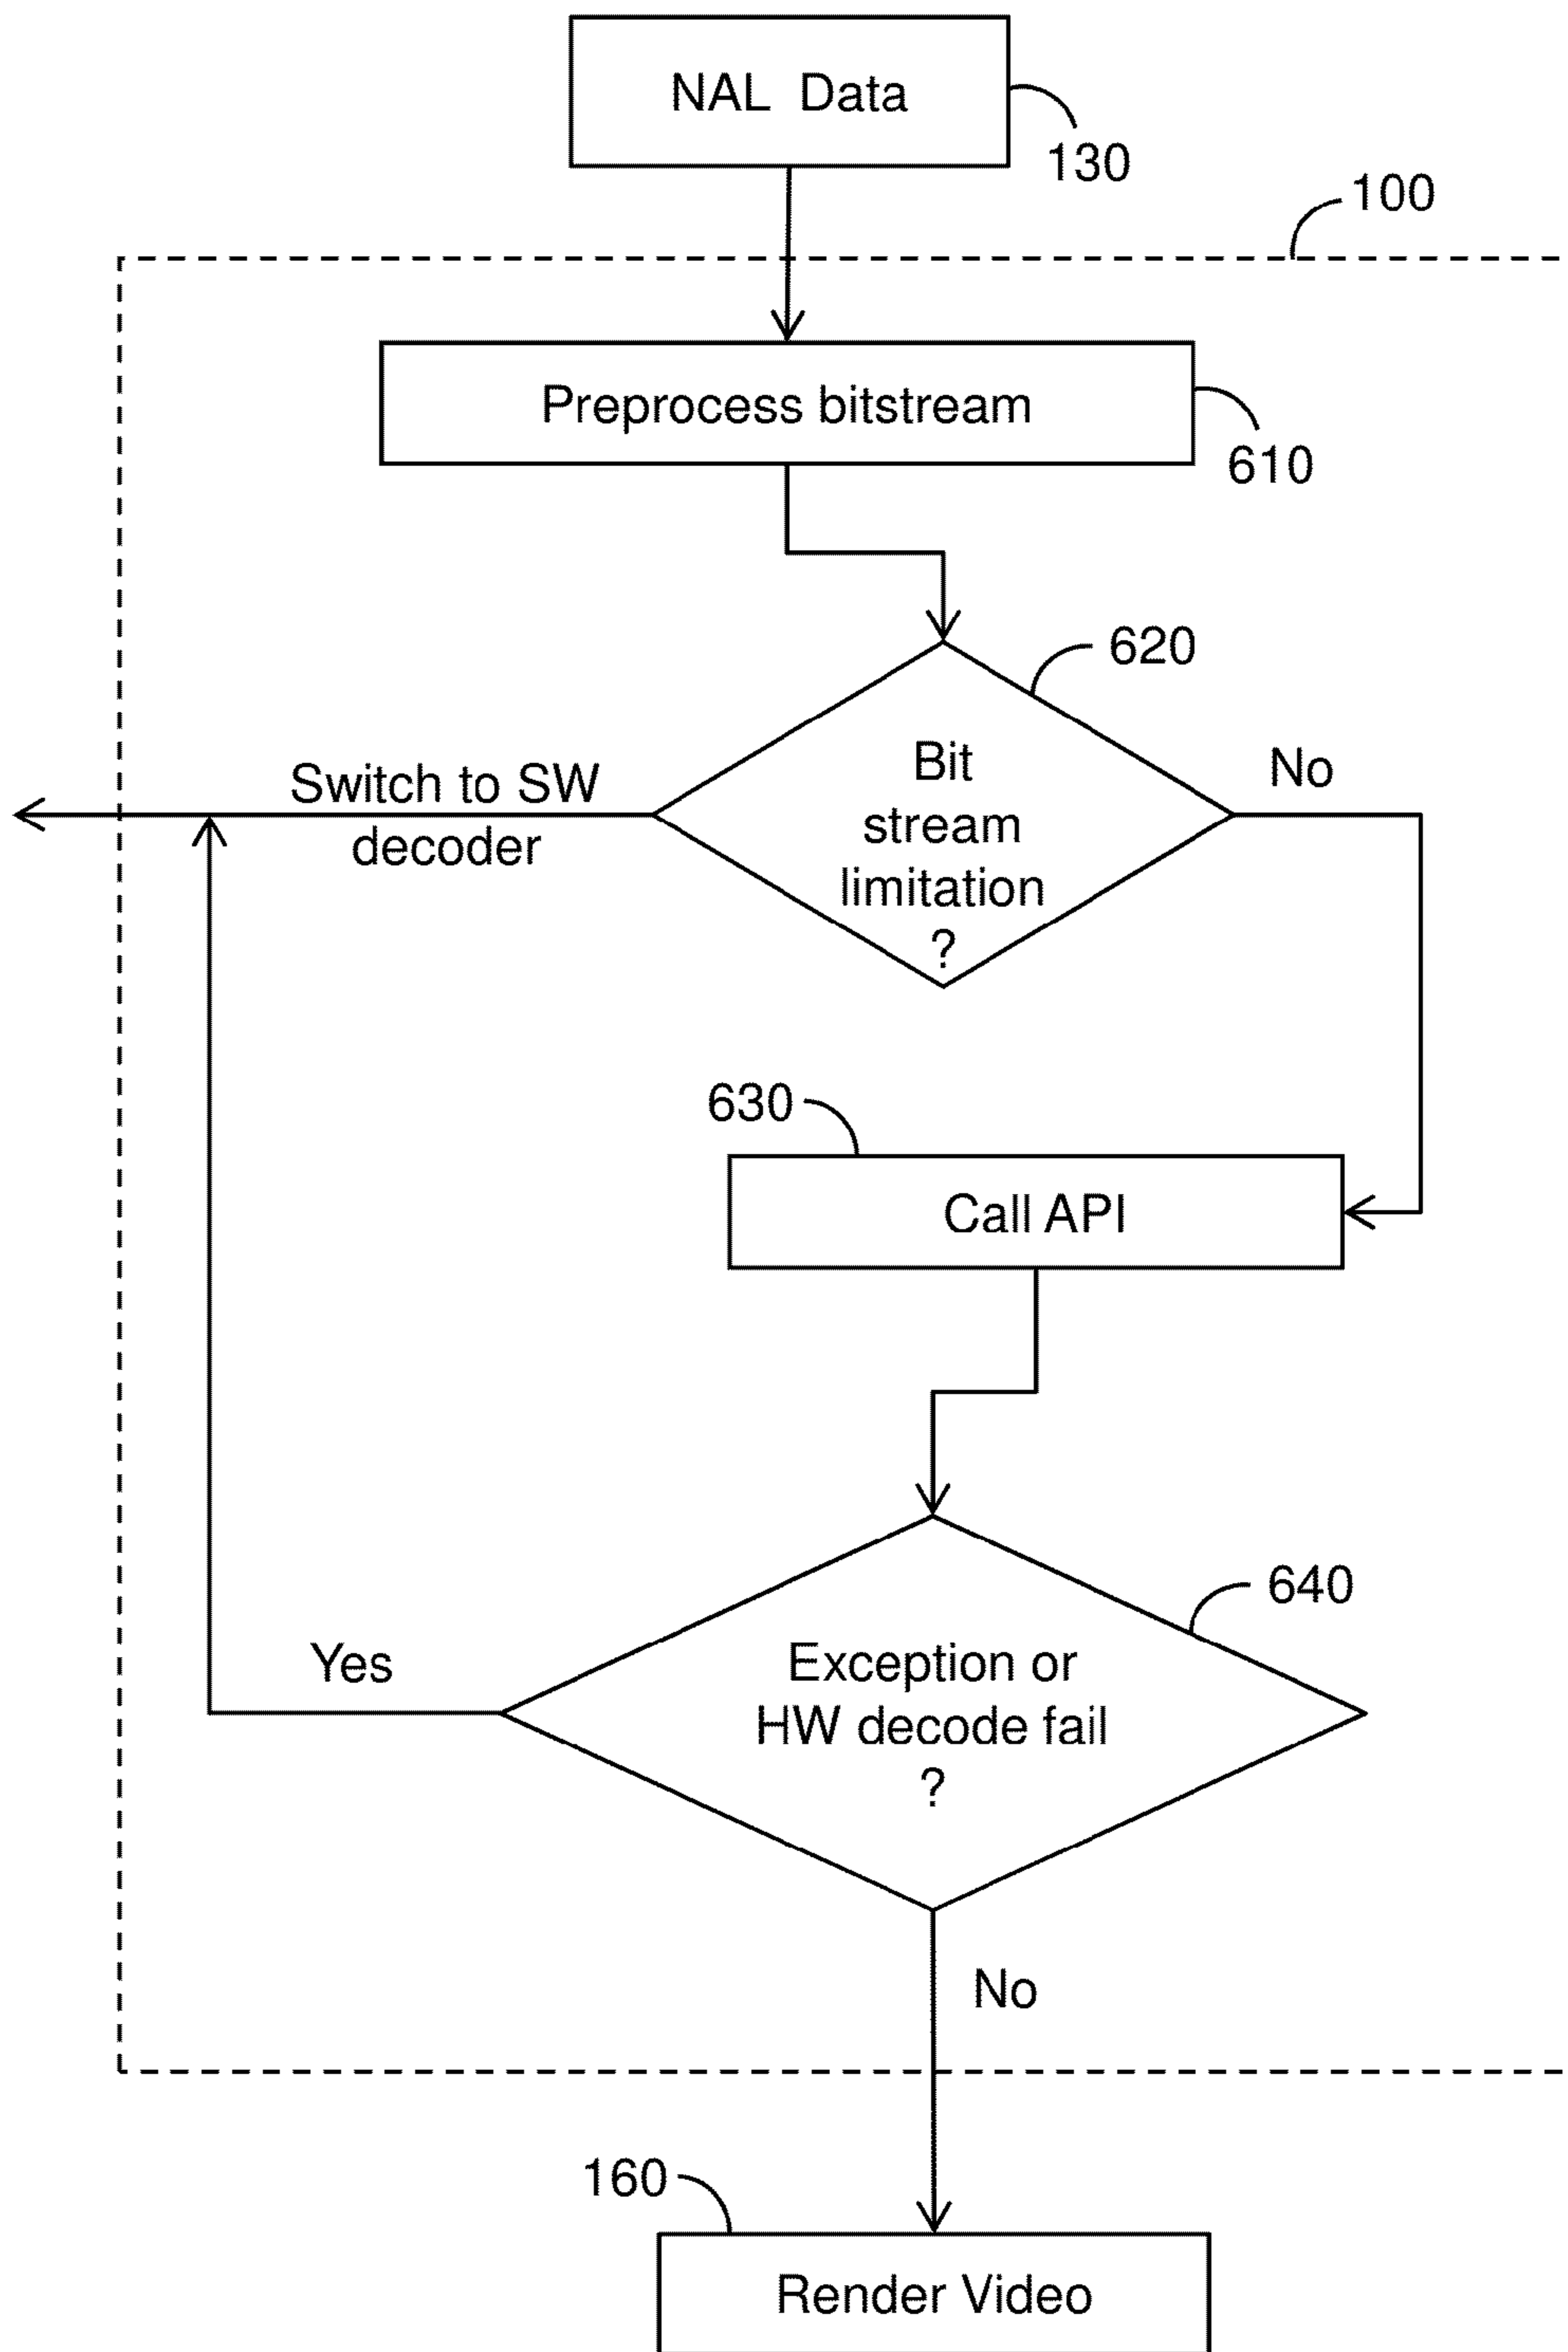 NAL Data
130
100
Preprocess bitstream
610
620
Bit
stream
limitation
?
No
Switch to SW
decoder
630
Call API
640
Exception or
HW decode fail
?
Yes
No
160
Render Video